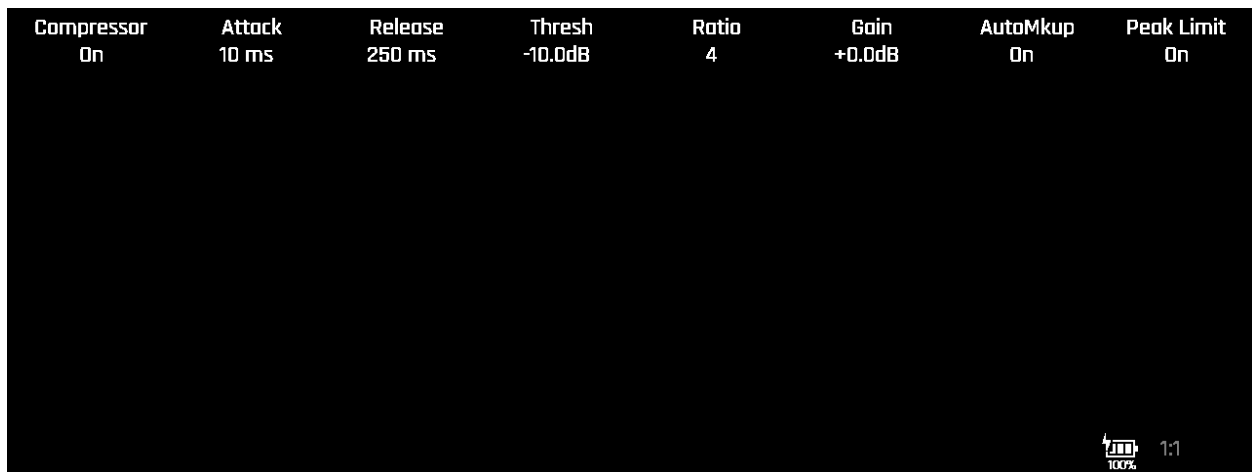 Compressor Attack Release Thresh Ratio Gain AutoMkup Peak Limit
On 10 ms 250 ms -10.0dB 4 +0.0dB On On
1:1
100%